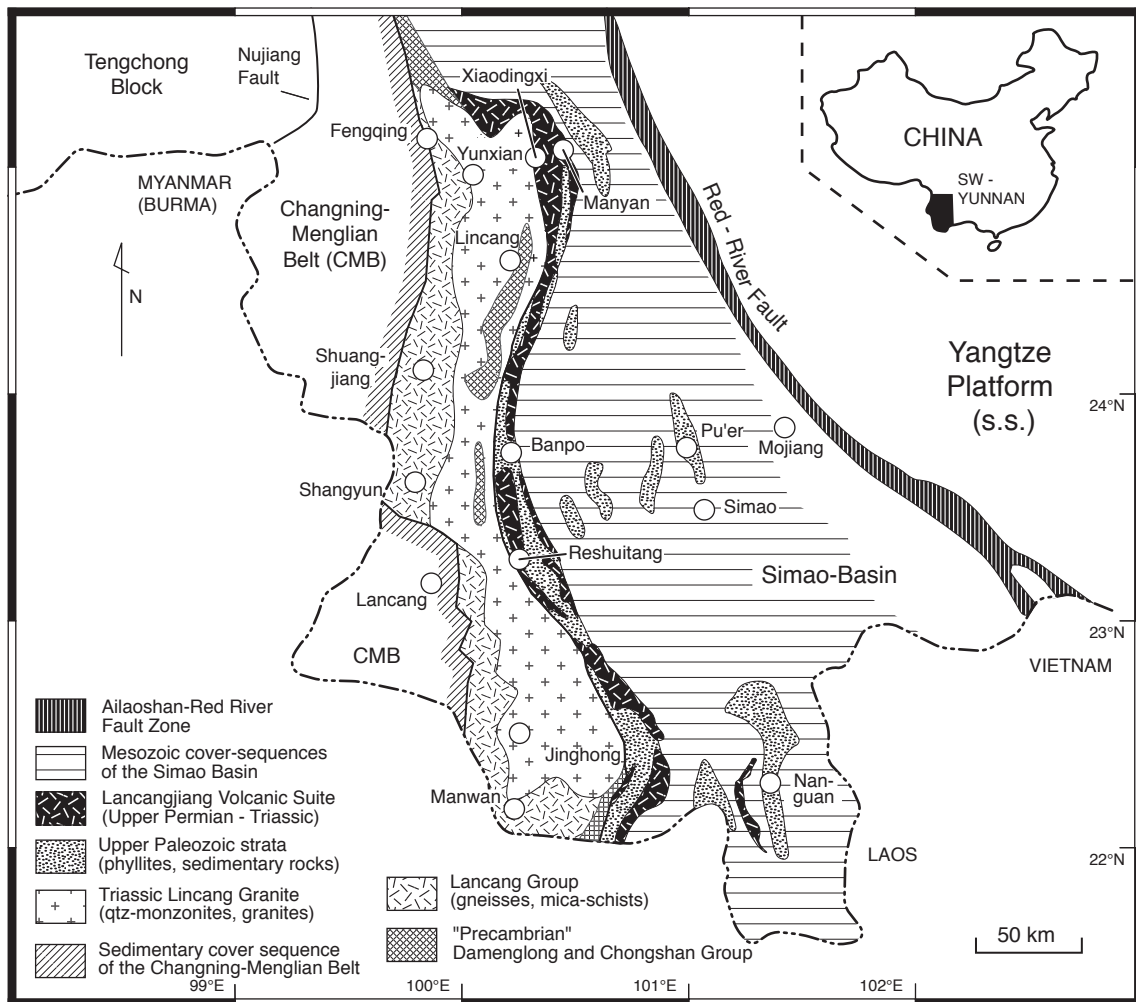 Tengchong
Block
Nujiang
Fault
Xiaodingxi
Fengqing
Yunxian
MYANMAR
(BURMA)
Manyan
Changning-
Menglian
Belt (CMB)
Lincang
N
Red - River Fault
CHINA
SW -
YUNNAN
Shuang-
jiang
Yangtze
Platform
(s.s.)
24°N
Banpo
Pu'er
Mojiang
Shangyun
Simao
Reshuitang
Simao-Basin
Lancang
23°N
CMB
VIETNAM
Jinghong
Manwan
Nan-
guan
LAOS
22°N
Ailaoshan-Red River
Fault Zone
Mesozoic cover-sequences
of the Simao Basin
Lancangjiang Volcanic Suite
(Upper Permian - Triassic)
Upper Paleozoic strata
(phyllites, sedimentary rocks)
Triassic Lincang Granite
(qtz-monzonites, granites)
Sedimentary cover sequence
of the Changning-Menglian Belt
Lancang Group
(gneisses, mica-schists)
"Precambrian"
Damenglong and Chongshan Group
50 km
99°E
100°E
101°E
102°E